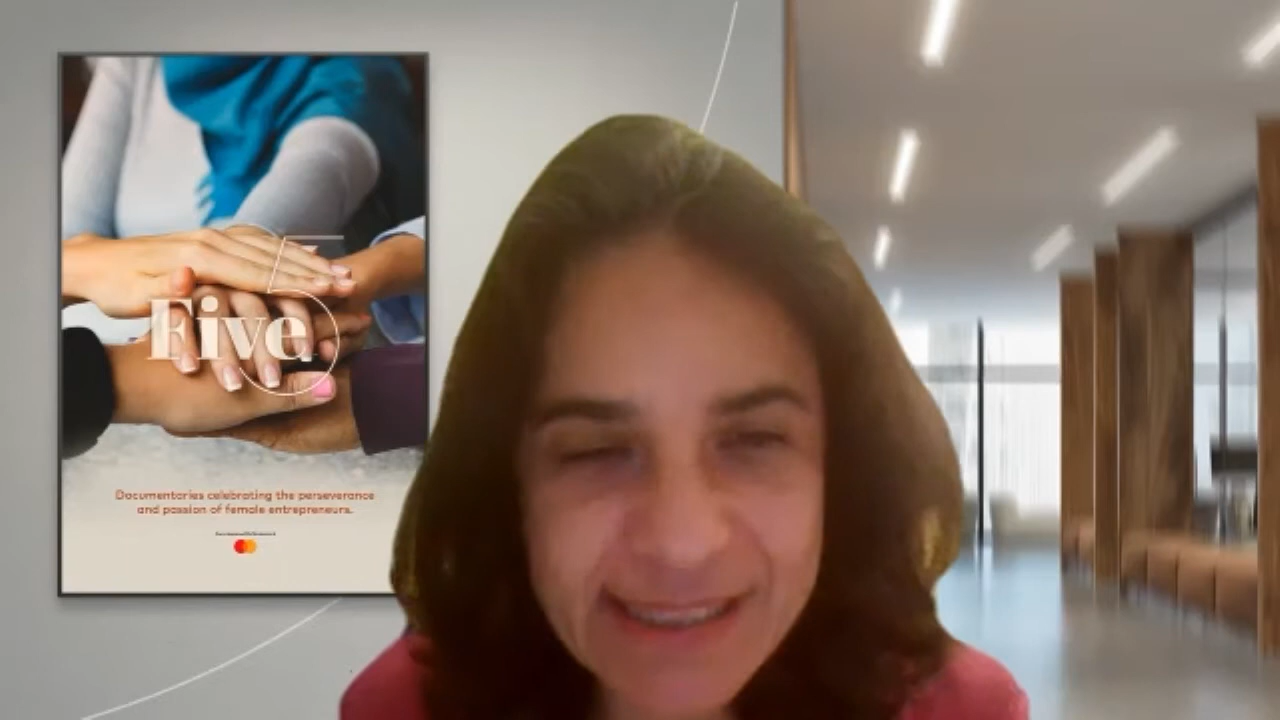 Five
Documentaries celebrating the perseverance
and passion of female entrepreneurs.